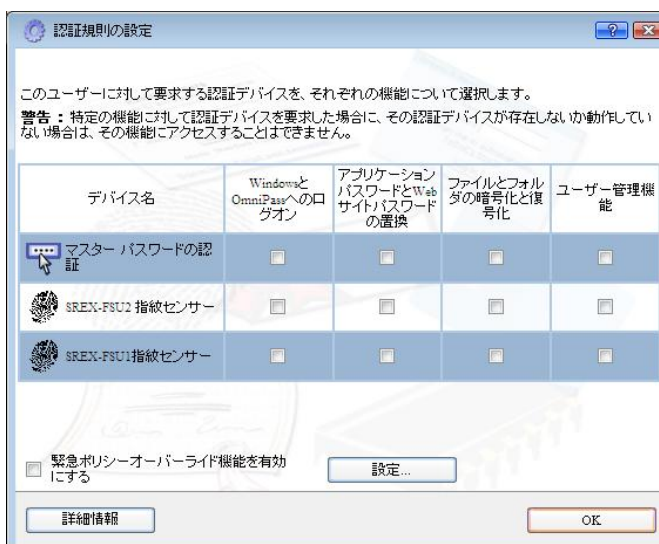 認証規則の設定
このユーザーに対して要求する認証デバイスを、それぞれの機能について選択します。
警告 : 特定の機能に対して認証デバイスを要求した場合に、その認証デバイスが存在しないか動作してい
ない場合は、その機能にアクセスすることはできません。
デバイス名
Windowsと
OmniPassへのロ
グオン
アプリケーション
パスワードとWeb
サイトパスワード
の置換
ファイルとフォル
ダの暗号化と復
号化
ユーザー管理機
能
マスター パスワードの認
証
SREX-FSU2 指紋センサー
SREX-FSU1指紋センサー
緊急ポリシーオーバーライド機能を有効
にする
設定...
詳細情報
OK